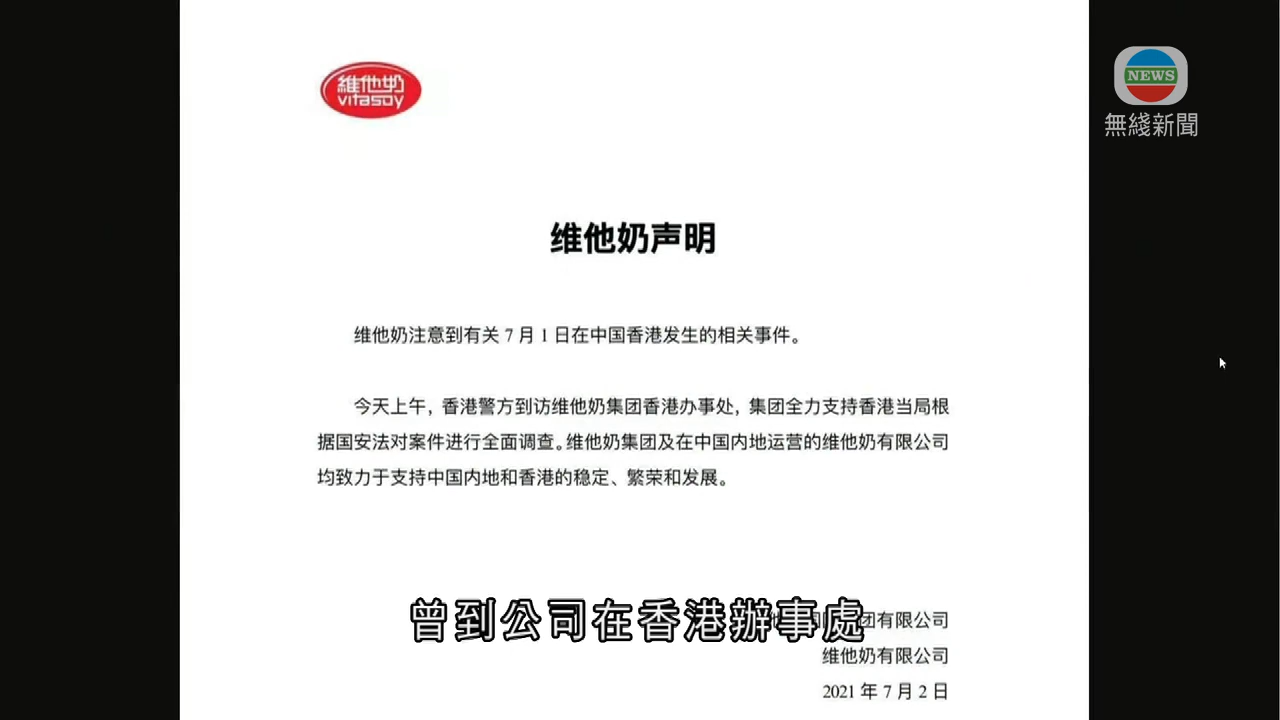 維他奶
vitasoy
NEWS
無綫新聞
维他奶声明
维他奶注意到有关 7 月 1 日在中国香港发生的相关事件。
今天上午，香港警方到访维他奶集团香港办事处，集团全力支持香港当局根
据国安法对案件进行全面调查。维他奶集团及在中国内地运营的维他奶有限公司
均致力于支持中国内地和香港的稳定、繁荣和发展。
曾到公司在香港辦事處
团有限公司
维他奶有限公司
2021 年 7 月 2 日